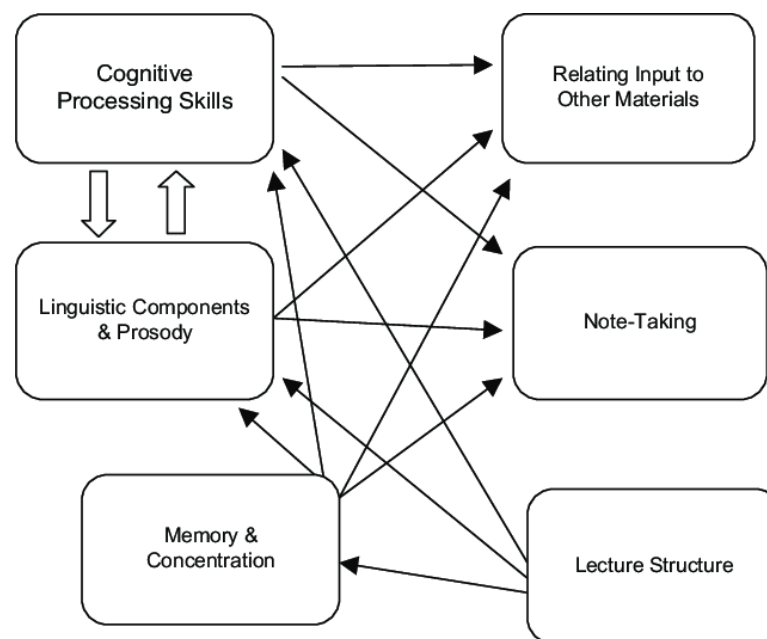 Cognitive
Processing Skills
Relating Input to
Other Materials
Linguistic Components
& Prosody
Note-Taking
Memory &
Concentration
Lecture Structure